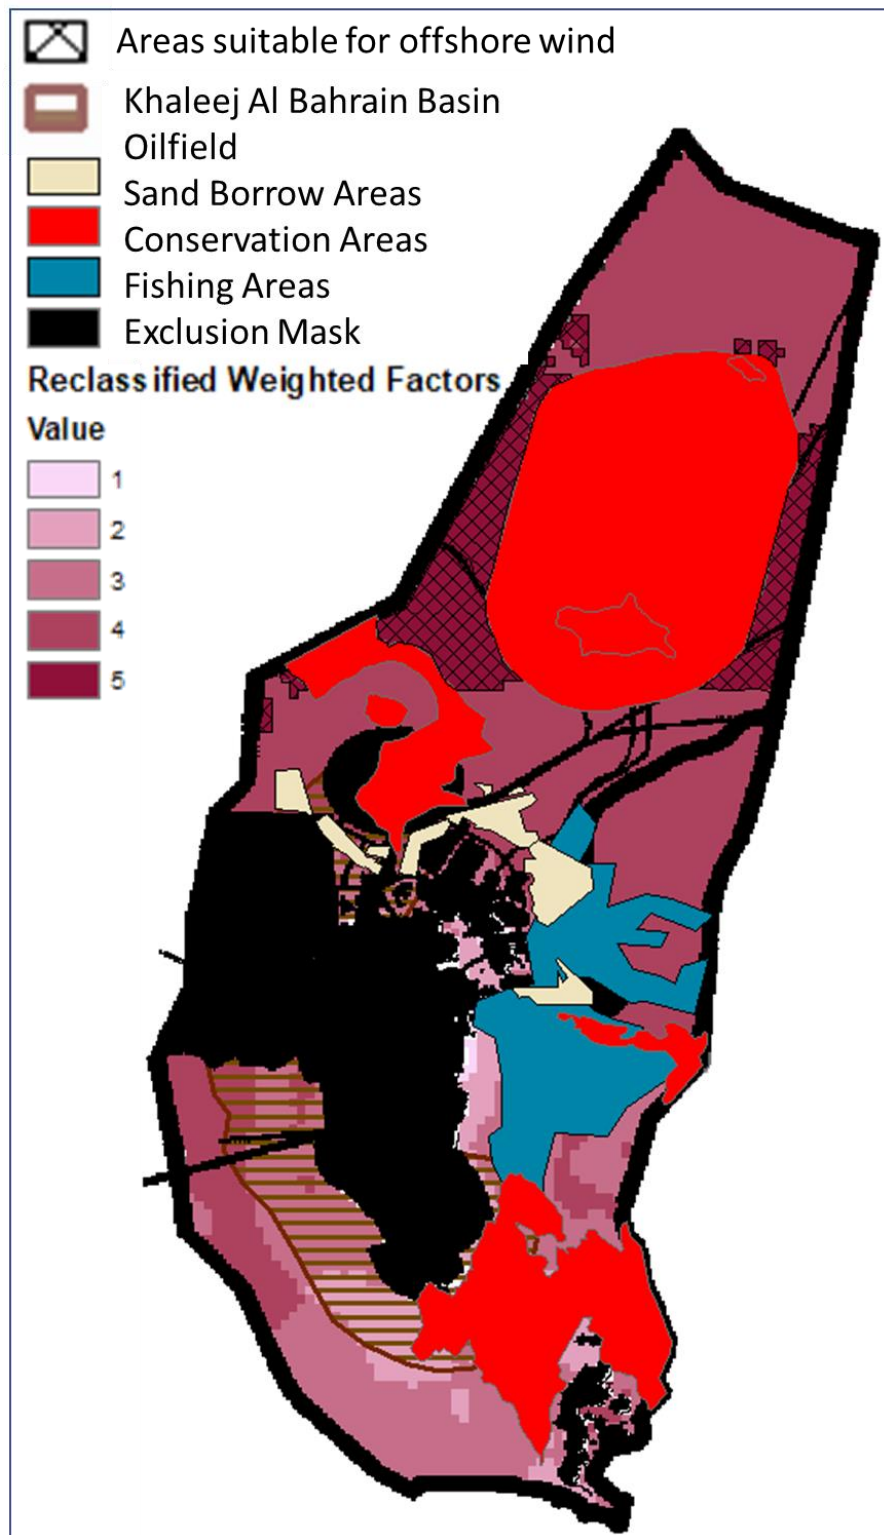 Areas suitable for offshore wind
Khaleej Al Bahrain Basin
Oilfield
Sand Borrow Areas
Conservation Areas
Fishing Areas
Exclusion Mask
Reclassified Weighted Factors
Value
1
2
3
4
5